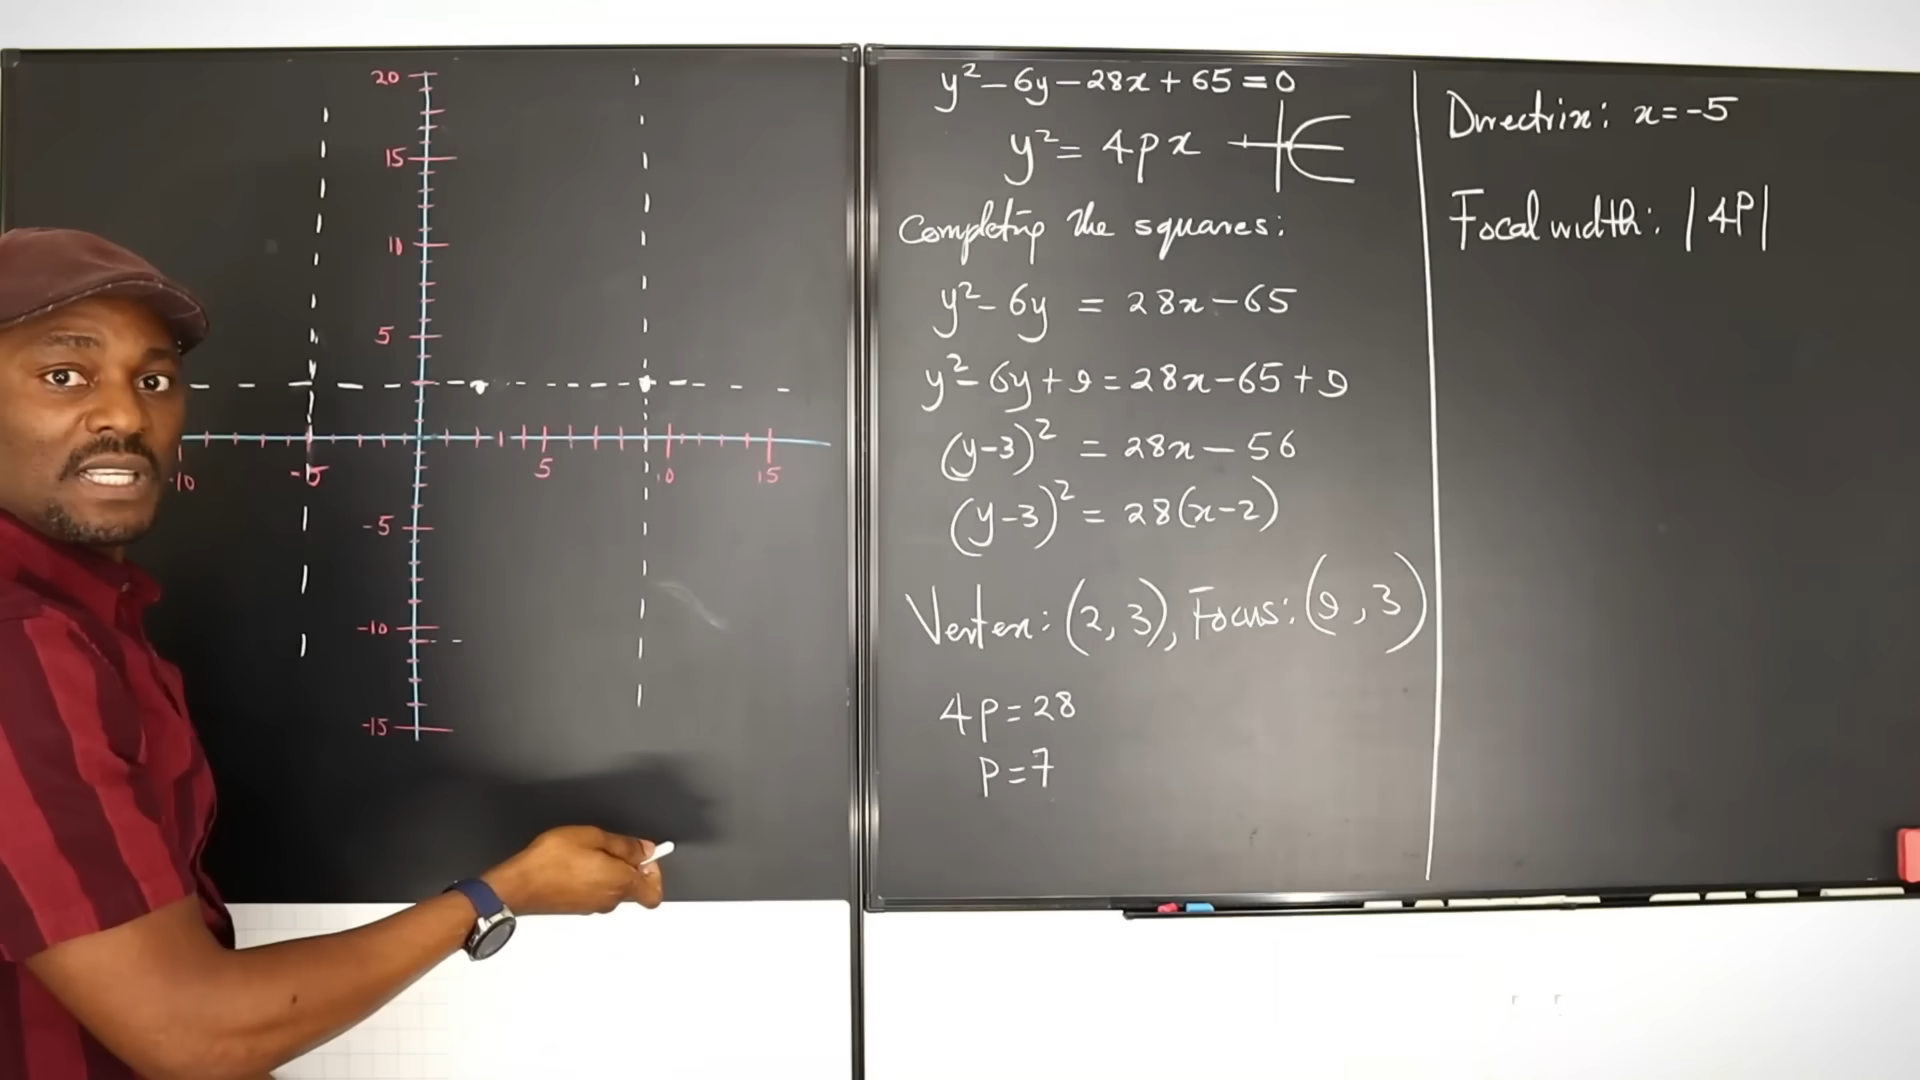 20
15
10
5
-10
-5
5
10
15
-5
-10
-15
y² - 6y - 28x + 65 = 0
y² = 4px
Completing the squares:
y² - 6y = 28x - 65
y² - 6y + 9 = 28x - 65 + 9
(y-3)² = 28x - 56
(y-3)² = 28(x-2)
Vertex: (2, 3), Focus: (9, 3)
4p = 28
p = 7
Directrix: x = -5
Focal width: |4P|